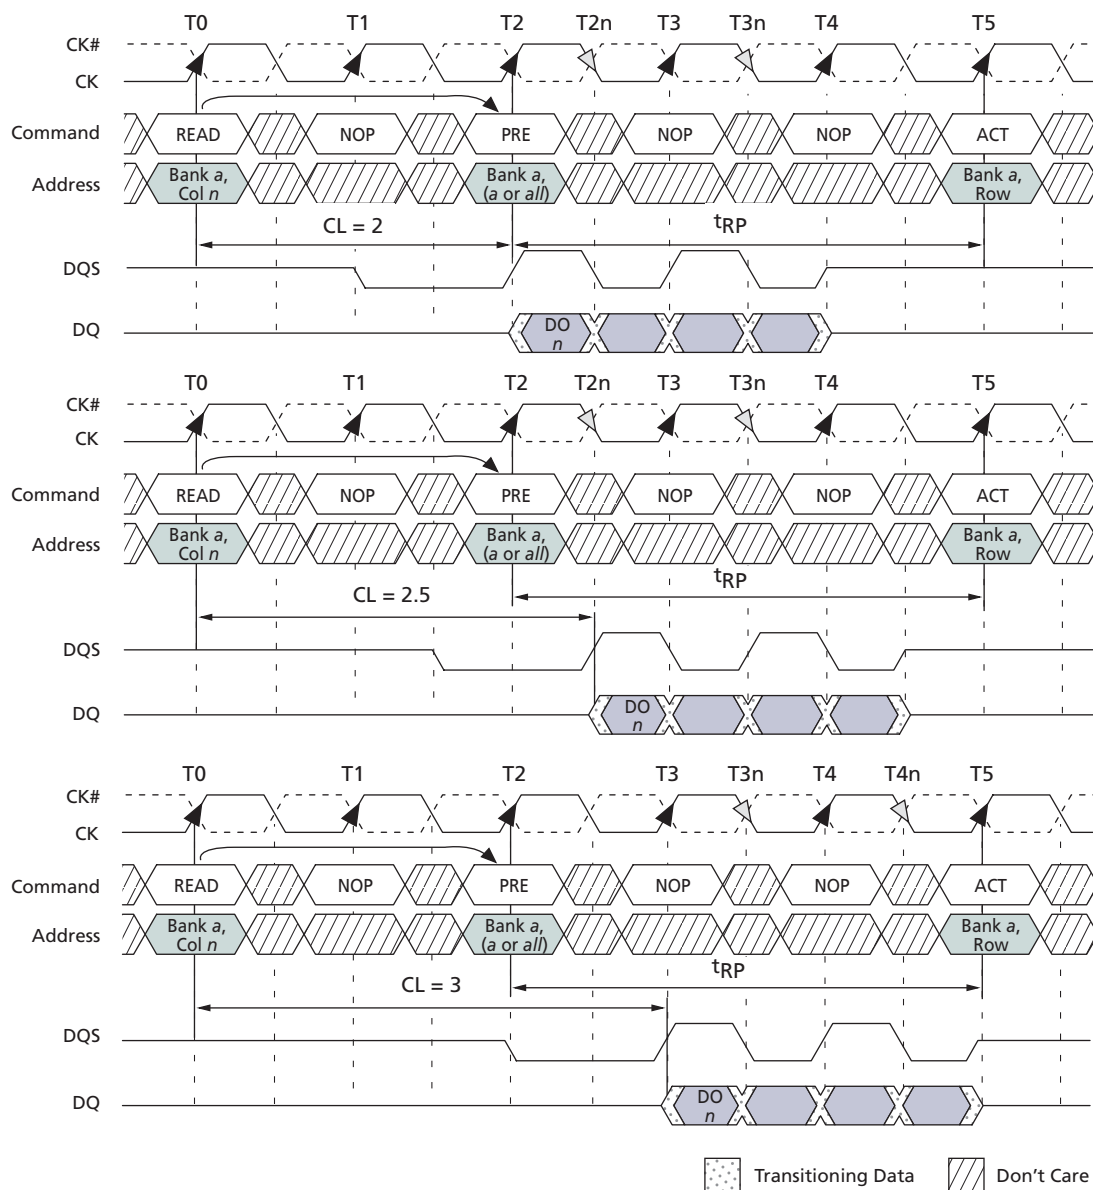 T0 T1 T2 T2n T3 T3n T4 T5
CK#
CK
Command READ NOP PRE NOP NOP ACT
Address Bank a, Col n Bank a, (a or all) Bank a, Row
CL = 2 tRP
DQS
DQ DO n
T0 T1 T2 T2n T3 T3n T4 T5
CK#
CK
Command READ NOP PRE NOP NOP ACT
Address Bank a, Col n Bank a, (a or all) Bank a, Row
CL = 2.5 tRP
DQS
DQ DO n
T0 T1 T2 T3 T3n T4 T4n T5
CK#
CK
Command READ NOP PRE NOP NOP ACT
Address Bank a, Col n Bank a, (a or all) Bank a, Row
CL = 3 tRP
DQS
DQ DO n
Transitioning Data Don't Care